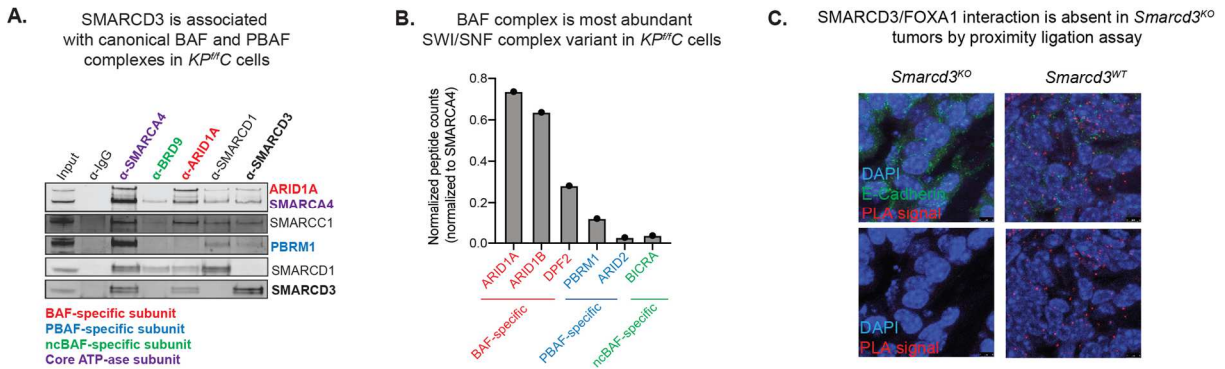 A.
SMARCD3 is associated
with canonical BAF and PBAF
complexes in KPf/fC cells
Input
α-IgG
α-SMARCA4
α-BRD9
α-ARID1A
α-SMARCD1
α-SMARCD3
ARID1A
SMARCA4
SMARCC1
PBRM1
SMARCD1
SMARCD3
BAF-specific subunit
PBAF-specific subunit
ncBAF-specific subunit
Core ATP-ase subunit
B.
BAF complex is most abundant
SWI/SNF complex variant in KPf/fC cells
Normalized peptide counts
(normalized to SMARCA4)
0.8
0.6
0.4
0.2
0.0
ARID1A
ARID1B
DPF2
PBRM1
ARID2
BICRA
BAF-specific
PBAF-specific
ncBAF-specific
C.
SMARCD3/FOXA1 interaction is absent in Smarcd3KO
tumors by proximity ligation assay
Smarcd3KO
Smarcd3WT
DAPI
E-Cadherin
PLA signal
DAPI
PLA signal